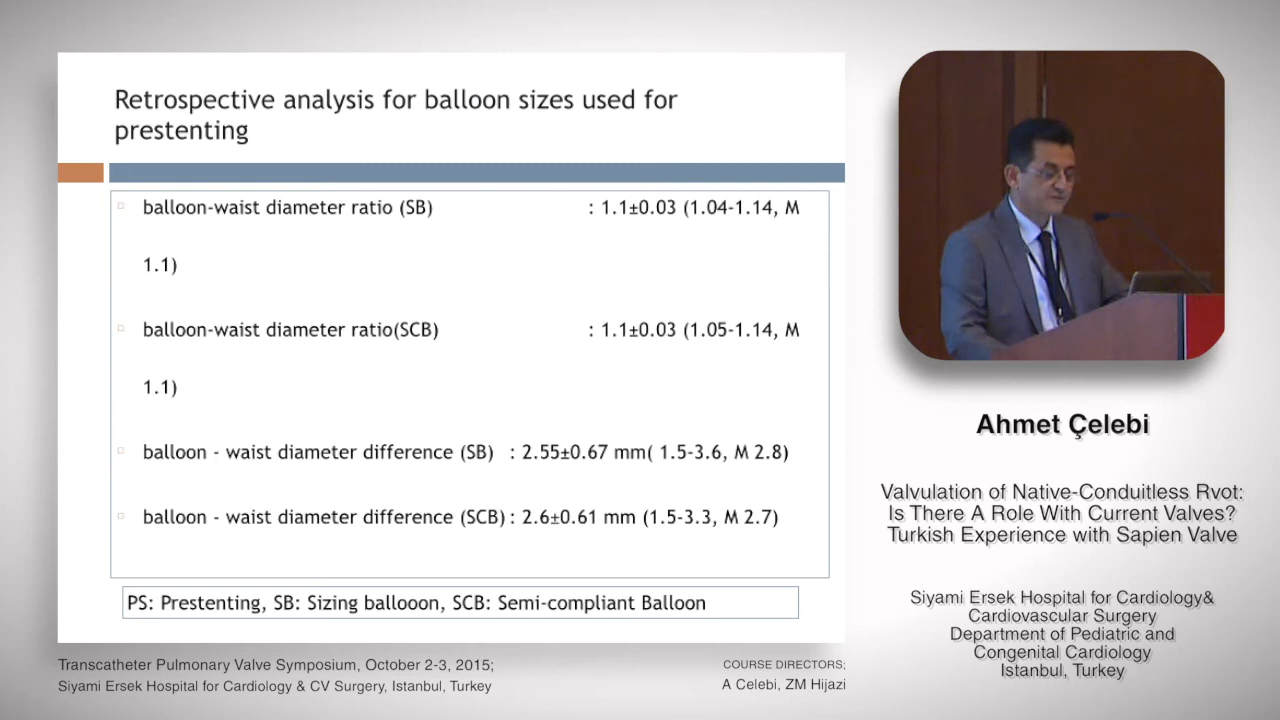 Retrospective analysis for balloon sizes used for
prestenting
balloon-waist diameter ratio (SB) : 1.1±0.03 (1.04-1.14, M
1.1)
balloon-waist diameter ratio(SCB) : 1.1±0.03 (1.05-1.14, M
1.1)
balloon - waist diameter difference (SB) : 2.55±0.67 mm( 1.5-3.6, M 2.8)
balloon - waist diameter difference (SCB) : 2.6±0.61 mm (1.5-3.3, M 2.7)
PS: Prestenting, SB: Sizing ballooon, SCB: Semi-compliant Balloon
Transcatheter Pulmonary Valve Symposium, October 2-3, 2015;
Siyami Ersek Hospital for Cardiology & CV Surgery, Istanbul, Turkey
COURSE DIRECTORS;
A Celebi, ZM Hijazi
Ahmet Çelebi
Valvulation of Native-Conduitless Rvot:
Is There A Role With Current Valves?
Turkish Experience with Sapien Valve
Siyami Ersek Hospital for Cardiology&
Cardiovascular Surgery
Department of Pediatric and
Congenital Cardiology
Istanbul, Turkey